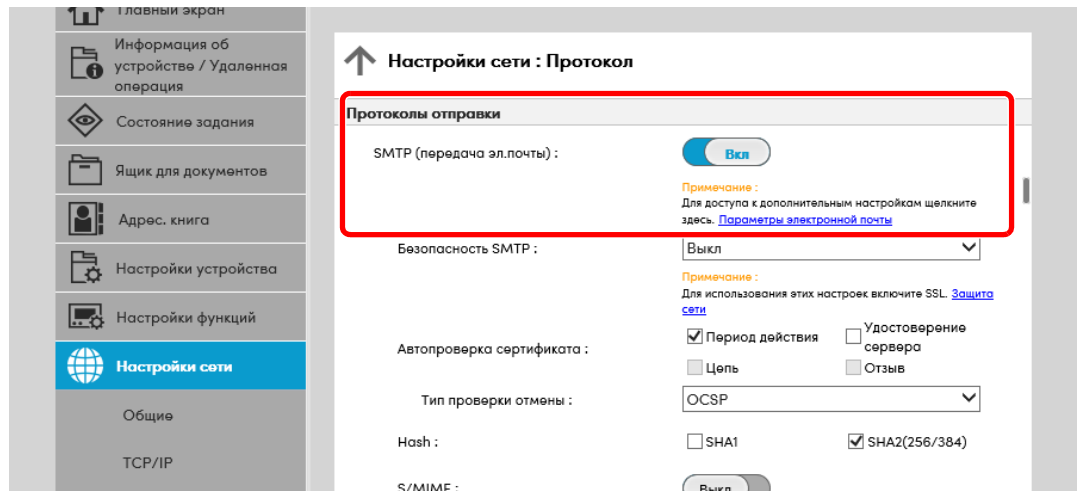 Главный экран
Информация об
устройстве / Удаленная
операция
Состояние задания
Ящик для документов
Адрес. книга
Настройки устройства
Настройки функций
Настройки сети
Общие
TCP/IP
Настройки сети : Протокол
Протоколы отправки
SMTP (передача эл.почты) :
Вкл
Примечание :
Для доступа к дополнительным настройкам щелкните
здесь. Параметры электронной почты
Безопасность SMTP :
Выкл
Примечание :
Для использования этих настроек включите SSL. Защита
сети
Автопроверка сертификата :
Период действия
Удостоверение
сервера
Цепь
Отзыв
Тип проверки отмены :
OCSP
Hash :
SHA1
SHA2(256/384)
S/MIME :
Выкл